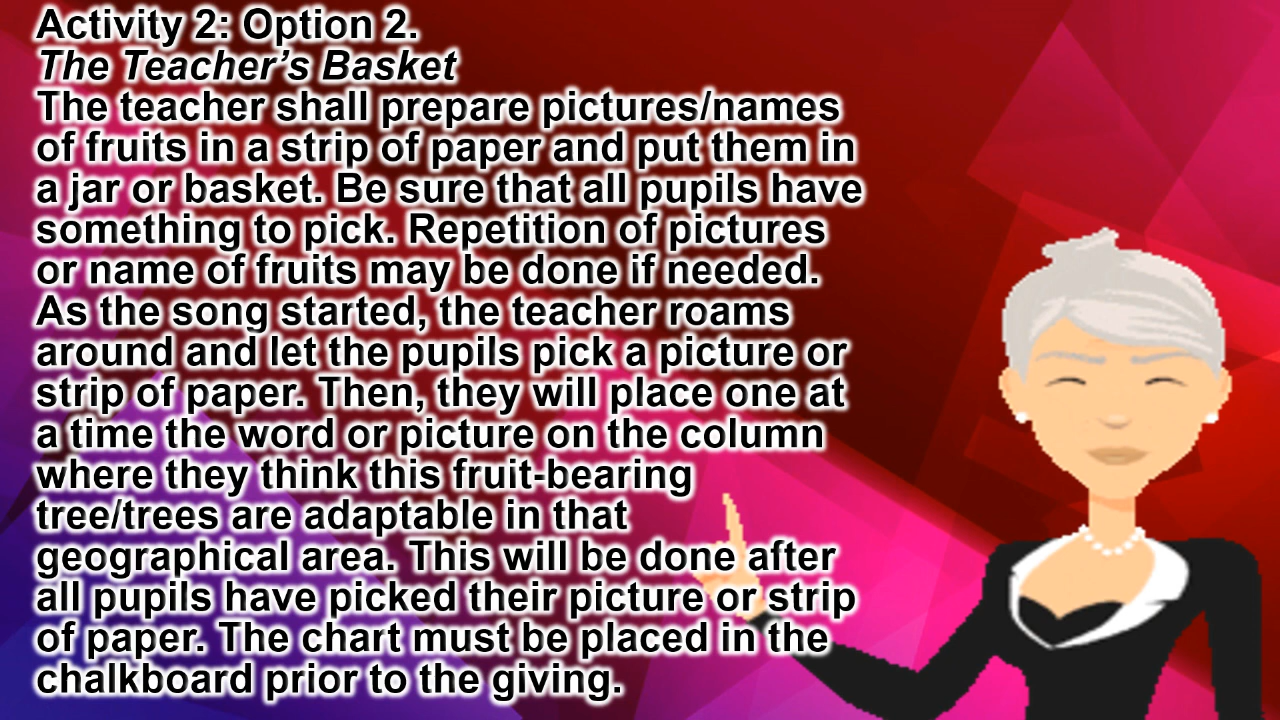 Activity 2: Option 2.
The Teacher’s Basket
The teacher shall prepare pictures/names
of fruits in a strip of paper and put them in
a jar or basket. Be sure that all pupils have
something to pick. Repetition of pictures
or name of fruits may be done if needed.
As the song started, the teacher roams
around and let the pupils pick a picture or
strip of paper. Then, they will place one at
a time the word or picture on the column
where they think this fruit-bearing
tree/trees are adaptable in that
geographical area. This will be done after
all pupils have picked their picture or strip
of paper. The chart must be placed in the
chalkboard prior to the giving.